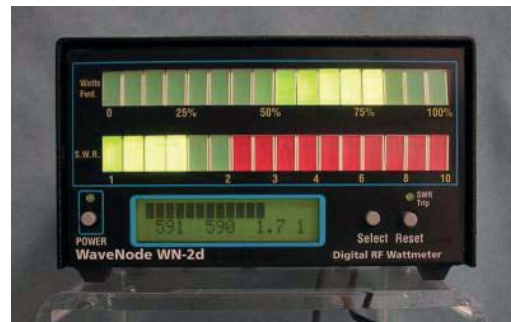 Watts
Fwd.
0 25% 50% 75% 100%
S.W.R.
1 2 3 4 6 8 10
SWR
Trip
591 590 1.7 1
POWER
Select Reset
WaveNode WN-2d
Digital RF Wattmeter